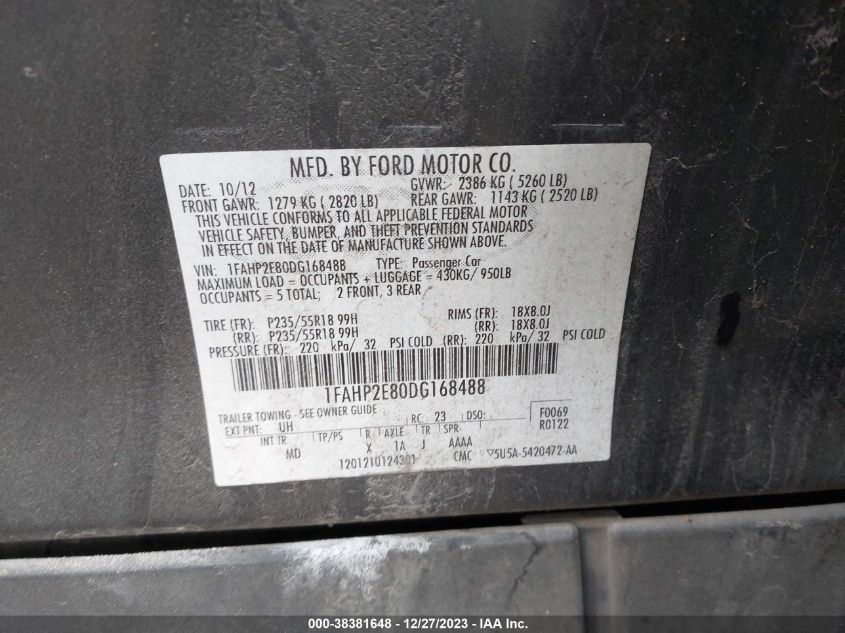 MFD. BY FORD MOTOR CO.
DATE: 10/12 GVWR: 2386 KG ( 5260 LB)
FRONT GAWR: 1279 KG ( 2820 LB) REAR GAWR: 1143 KG ( 2520 LB)
THIS VEHICLE CONFORMS TO ALL APPLICABLE FEDERAL MOTOR
VEHICLE SAFETY, BUMPER, AND THEFT PREVENTION STANDARDS
IN EFFECT ON THE DATE OF MANUFACTURE SHOWN ABOVE.
VIN: 1FAHP2E80DG168488 TYPE: Passenger Car
MAXIMUM LOAD = OCCUPANTS + LUGGAGE = 430KG/ 950LB
OCCUPANTS = 5 TOTAL; 2 FRONT, 3 REAR
TIRE (FR): P235/55R18 99H RIMS (FR): 18X8.0J
(RR): P235/55R18 99H (RR): 18X8.0J
PRESSURE (FR): 220 kPa/ 32 PSI COLD (RR): 220 kPa/ 32 PSI COLD
1FAHP2E80DG168488
TRAILER TOWING - SEE OWNER GUIDE F0069
EXT PNT: UH RC: 23 DSO: R0122
INT TR TP/PS R AXLE TR SPR
MD X 1A J AAAA
1201210124301 CMC ▽5U5A-5420472-AA
000-38381648 - 12/27/2023 - IAA Inc.